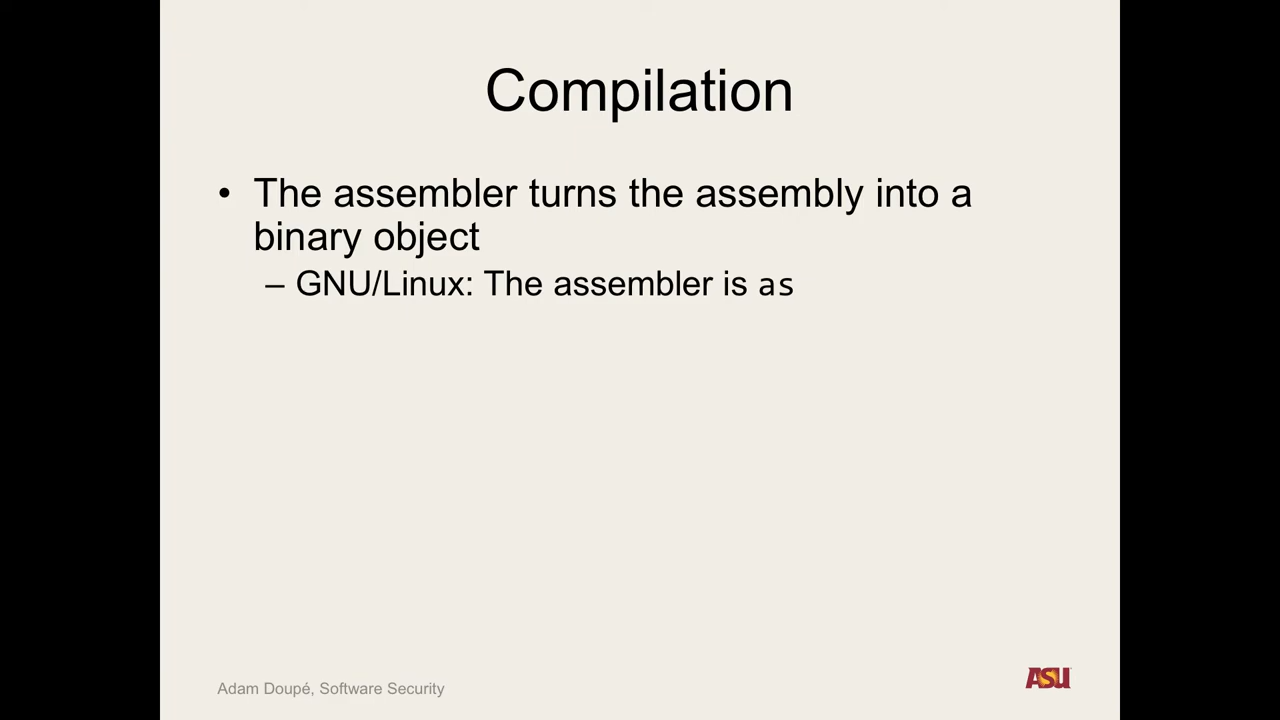 Compilation
• The assembler turns the assembly into a
binary object
– GNU/Linux: The assembler is as
Adam Doupé, Software Security
ASU